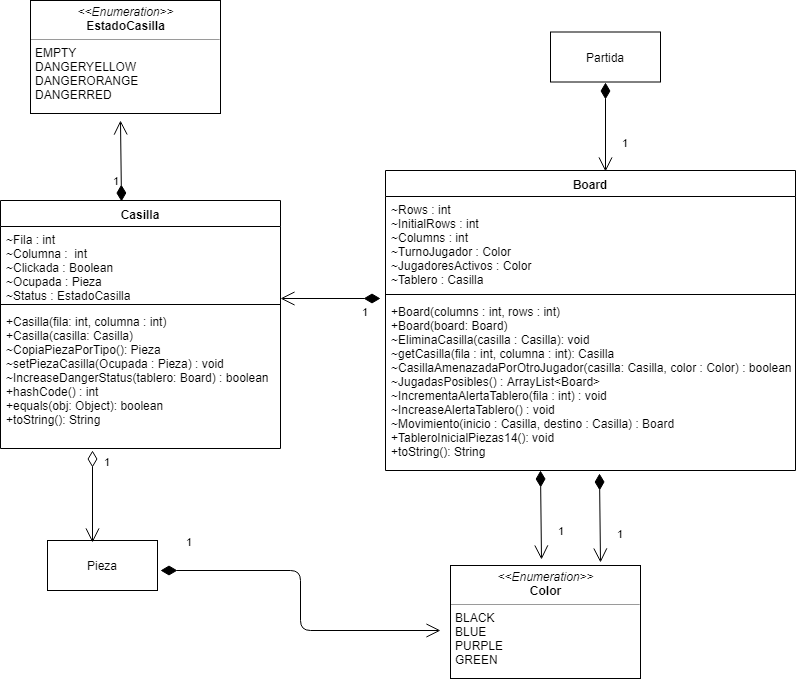 <<Enumeration>>
EstadoCasilla
EMPTY
DANGERYELLOW
DANGERORANGE
DANGERRED
Partida
1
1
Board
~Rows : int
~InitialRows : int
~Columns : int
~TurnoJugador : Color
~JugadoresActivos : Color
~Tablero : Casilla
+Board(columns : int, rows : int)
+Board(board: Board)
~EliminaCasilla(casilla : Casilla): void
~getCasilla(fila : int, columna : int): Casilla
~CasillaAmenazadaPorOtroJugador(casilla: Casilla, color : Color) : boolean
~JugadasPosibles() : ArrayList<Board>
~IncrementaAlertaTablero(fila : int) : void
~IncreaseAlertaTablero() : void
~Movimiento(inicio : Casilla, destino : Casilla) : Board
+TableroInicialPiezas14(): void
+toString(): String
Casilla
~Fila : int
~Columna :  int
~Clickada : Boolean
~Ocupada : Pieza
~Status : EstadoCasilla
+Casilla(fila: int, columna : int)
+Casilla(casilla: Casilla)
~CopiaPiezaPorTipo(): Pieza
~setPiezaCasilla(Ocupada : Pieza) : void
~IncreaseDangerStatus(tablero: Board) : boolean
+hashCode() : int
+equals(obj: Object): boolean
+toString(): String
1
1
1
1
Pieza
1
<<Enumeration>>
Color
BLACK
BLUE
PURPLE
GREEN